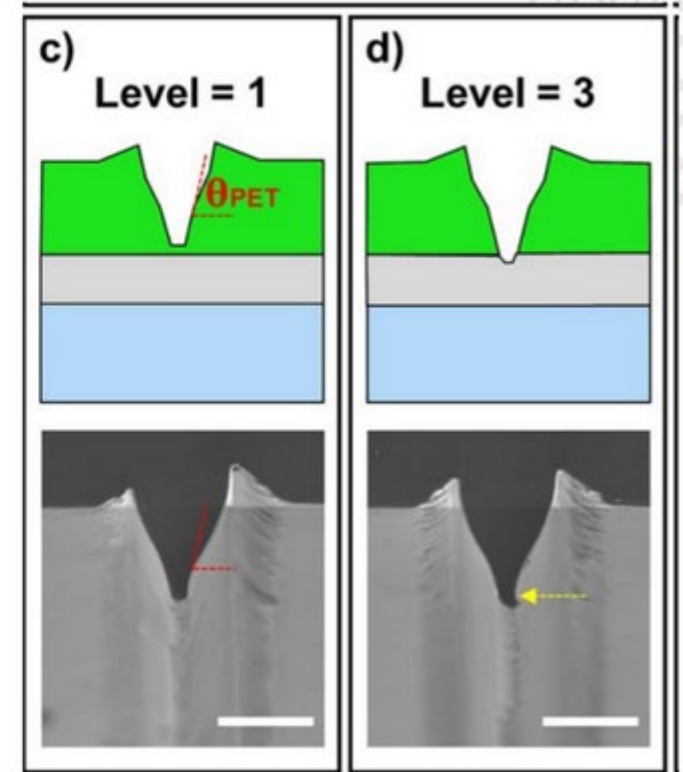 c)
Level = 1
θPET
d)
Level = 3